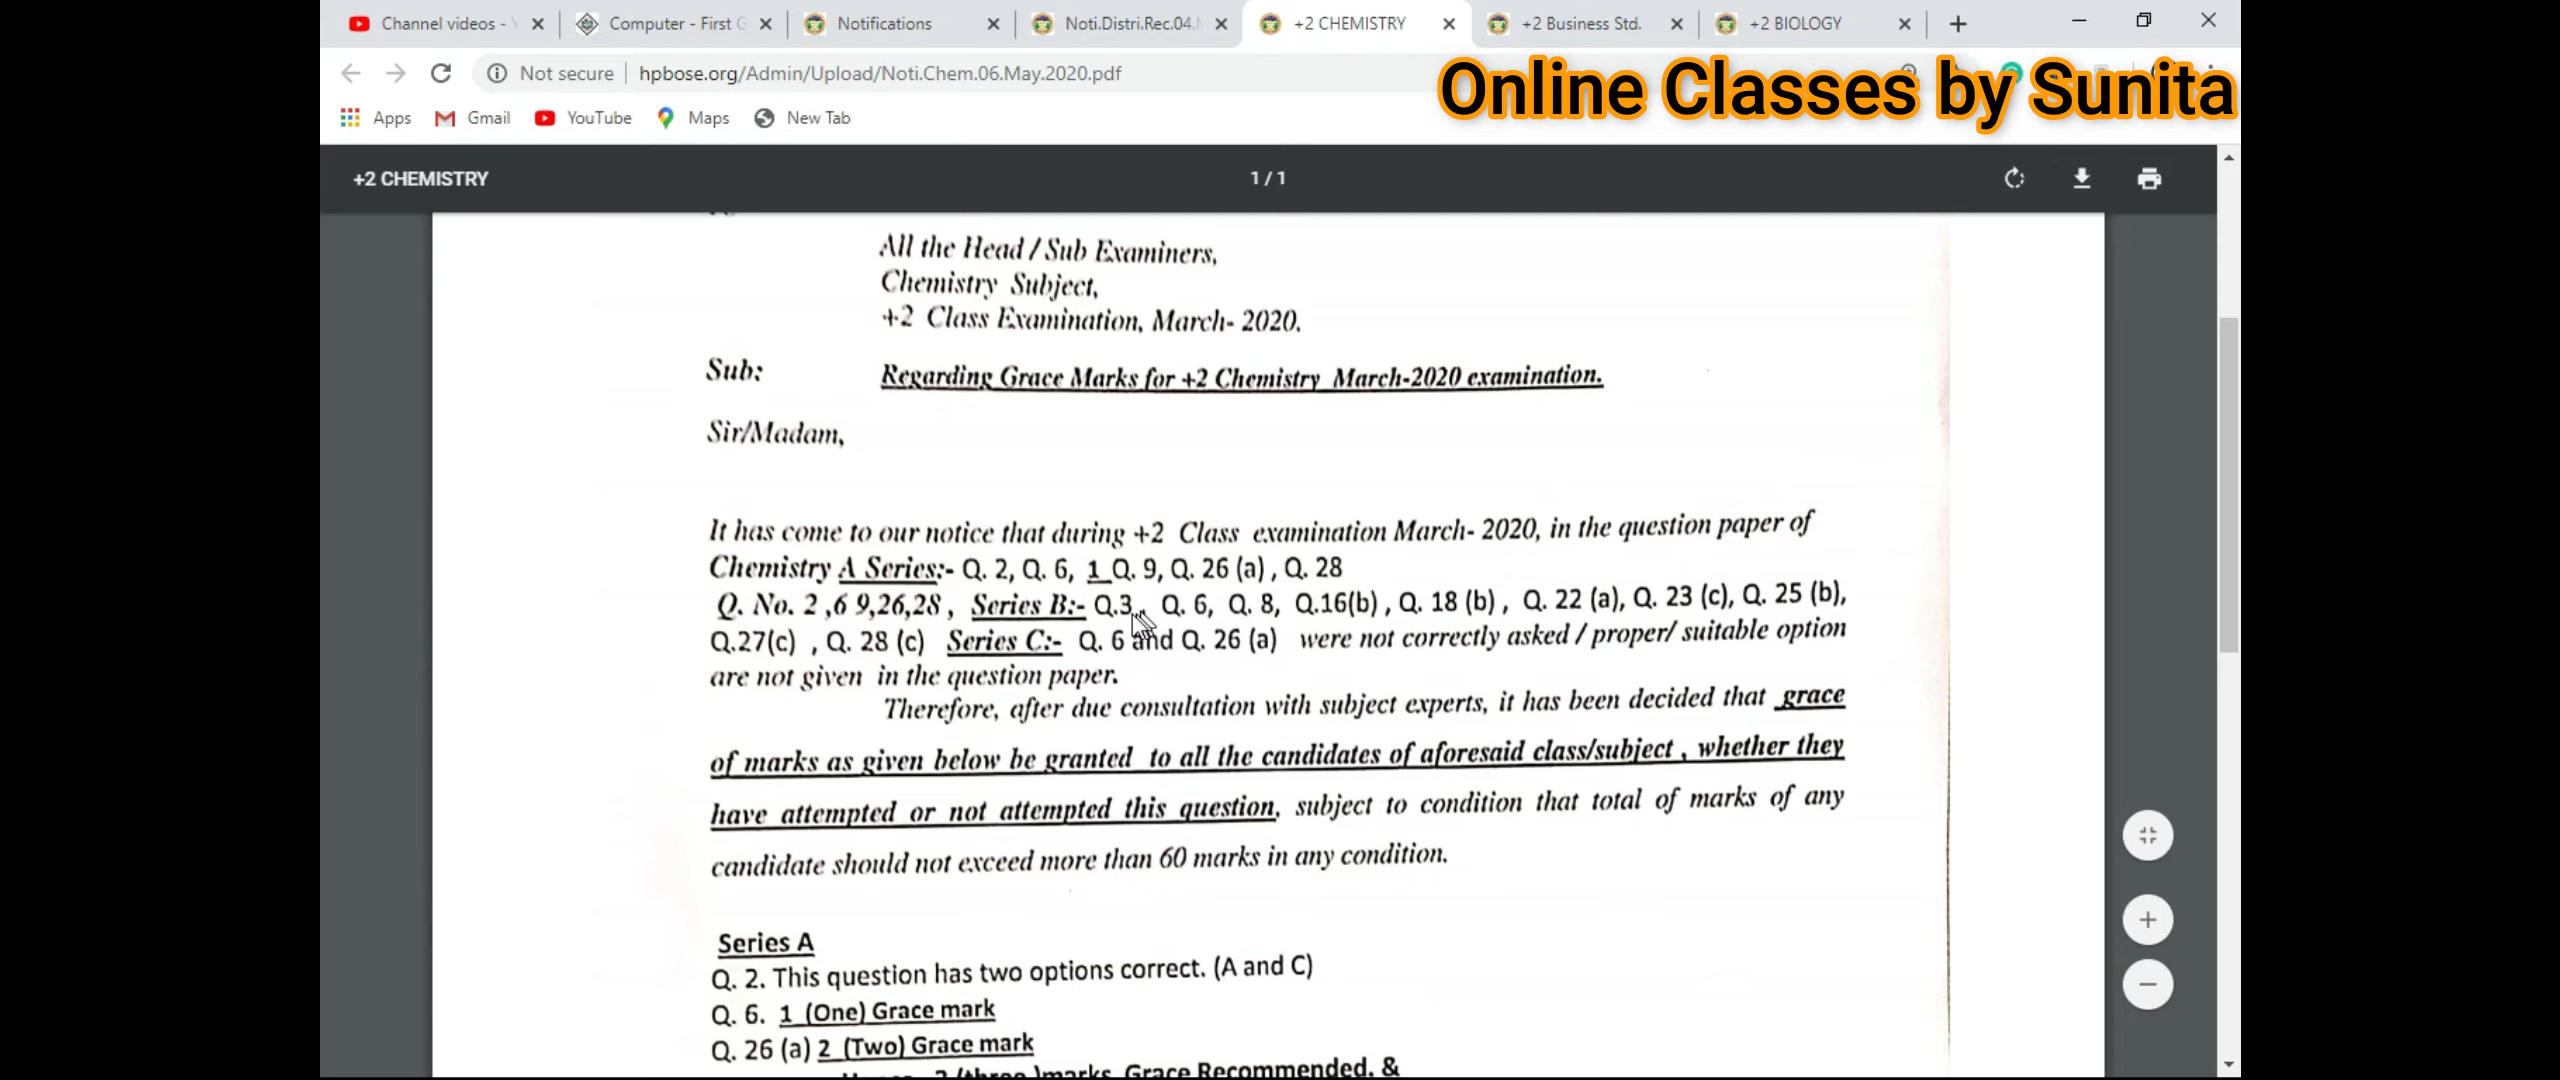 Channel videos - Y
Computer - First G
Notifications
Noti.Distri.Rec.04.
+2 CHEMISTRY
+2 Business Std.
+2 BIOLOGY
Not secure
hpbose.org/Admin/Upload/Noti.Chem.06.May.2020.pdf
Online Classes by Sunita
Apps Gmail YouTube Maps New Tab
+2 CHEMISTRY
1 / 1
All the Head / Sub Examiners,
Chemistry Subject,
+2 Class Examination, March- 2020.
Sub: Regarding Grace Marks for +2 Chemistry March-2020 examination.
Sir/Madam,
It has come to our notice that during +2 Class examination March- 2020, in the question paper of
Chemistry A Series:- Q. 2, Q. 6, 1 Q. 9, Q. 26 (a) , Q. 28
Q. No. 2 ,6 9,26,28 , Series B:- Q.3 , Q. 6, Q. 8, Q.16(b) , Q. 18 (b) , Q. 22 (a), Q. 23 (c), Q. 25 (b),
Q.27(c) , Q. 28 (c) Series C:- Q. 6 and Q. 26 (a) were not correctly asked / proper/ suitable option
are not given in the question paper.
Therefore, after due consultation with subject experts, it has been decided that grace
of marks as given below be granted to all the candidates of aforesaid class/subject , whether they
have attempted or not attempted this question, subject to condition that total of marks of any
candidate should not exceed more than 60 marks in any condition.
Series A
Q. 2. This question has two options correct. (A and C)
Q. 6. 1 (One) Grace mark
Q. 26 (a) 2 (Two) Grace mark
3 (three )marks Grace Recommended. &